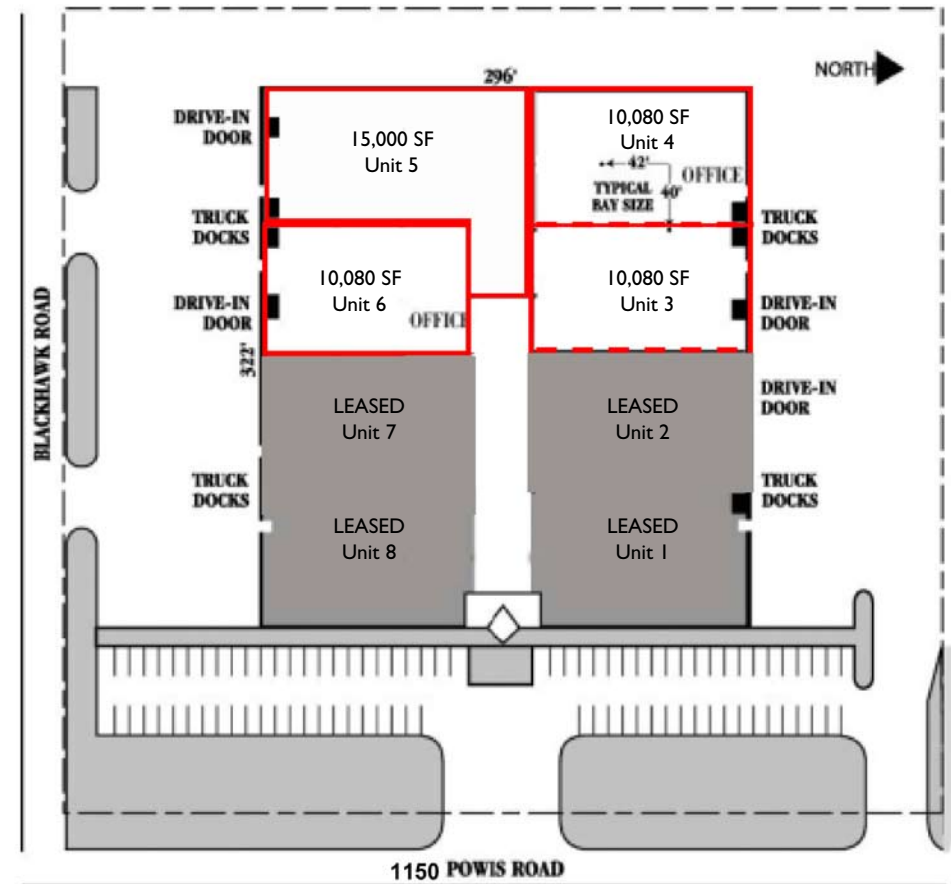 296'
NORTH
DRIVE-IN
DOOR
15,000 SF
Unit 5
10,080 SF
Unit 4
42'
OFFICE
TYPICAL
BAY SIZE
40'
TRUCK
DOCKS
TRUCK
DOCKS
10,080 SF
Unit 6
10,080 SF
Unit 3
DRIVE-IN
DOOR
OFFICE
DRIVE-IN
DOOR
322'
BLACKHAWK ROAD
LEASED
Unit 7
LEASED
Unit 2
DRIVE-IN
DOOR
TRUCK
DOCKS
TRUCK
DOCKS
LEASED
Unit 8
LEASED
Unit 1
1150 POWIS ROAD